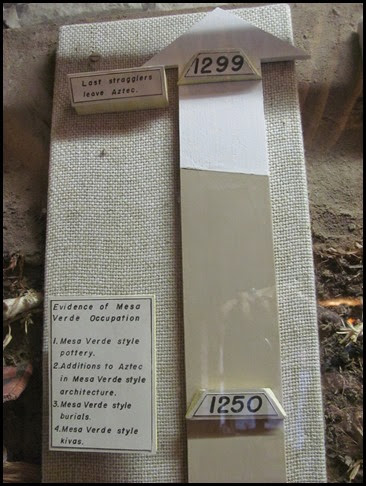 1299
Last stragglers
leave Aztec.
Evidence of Mesa
Verde Occupation
1. Mesa Verde style
pottery.
2. Additions to Aztec
in Mesa Verde style
architecture.
3. Mesa Verde style
burials.
4. Mesa Verde style
kivas.
1250